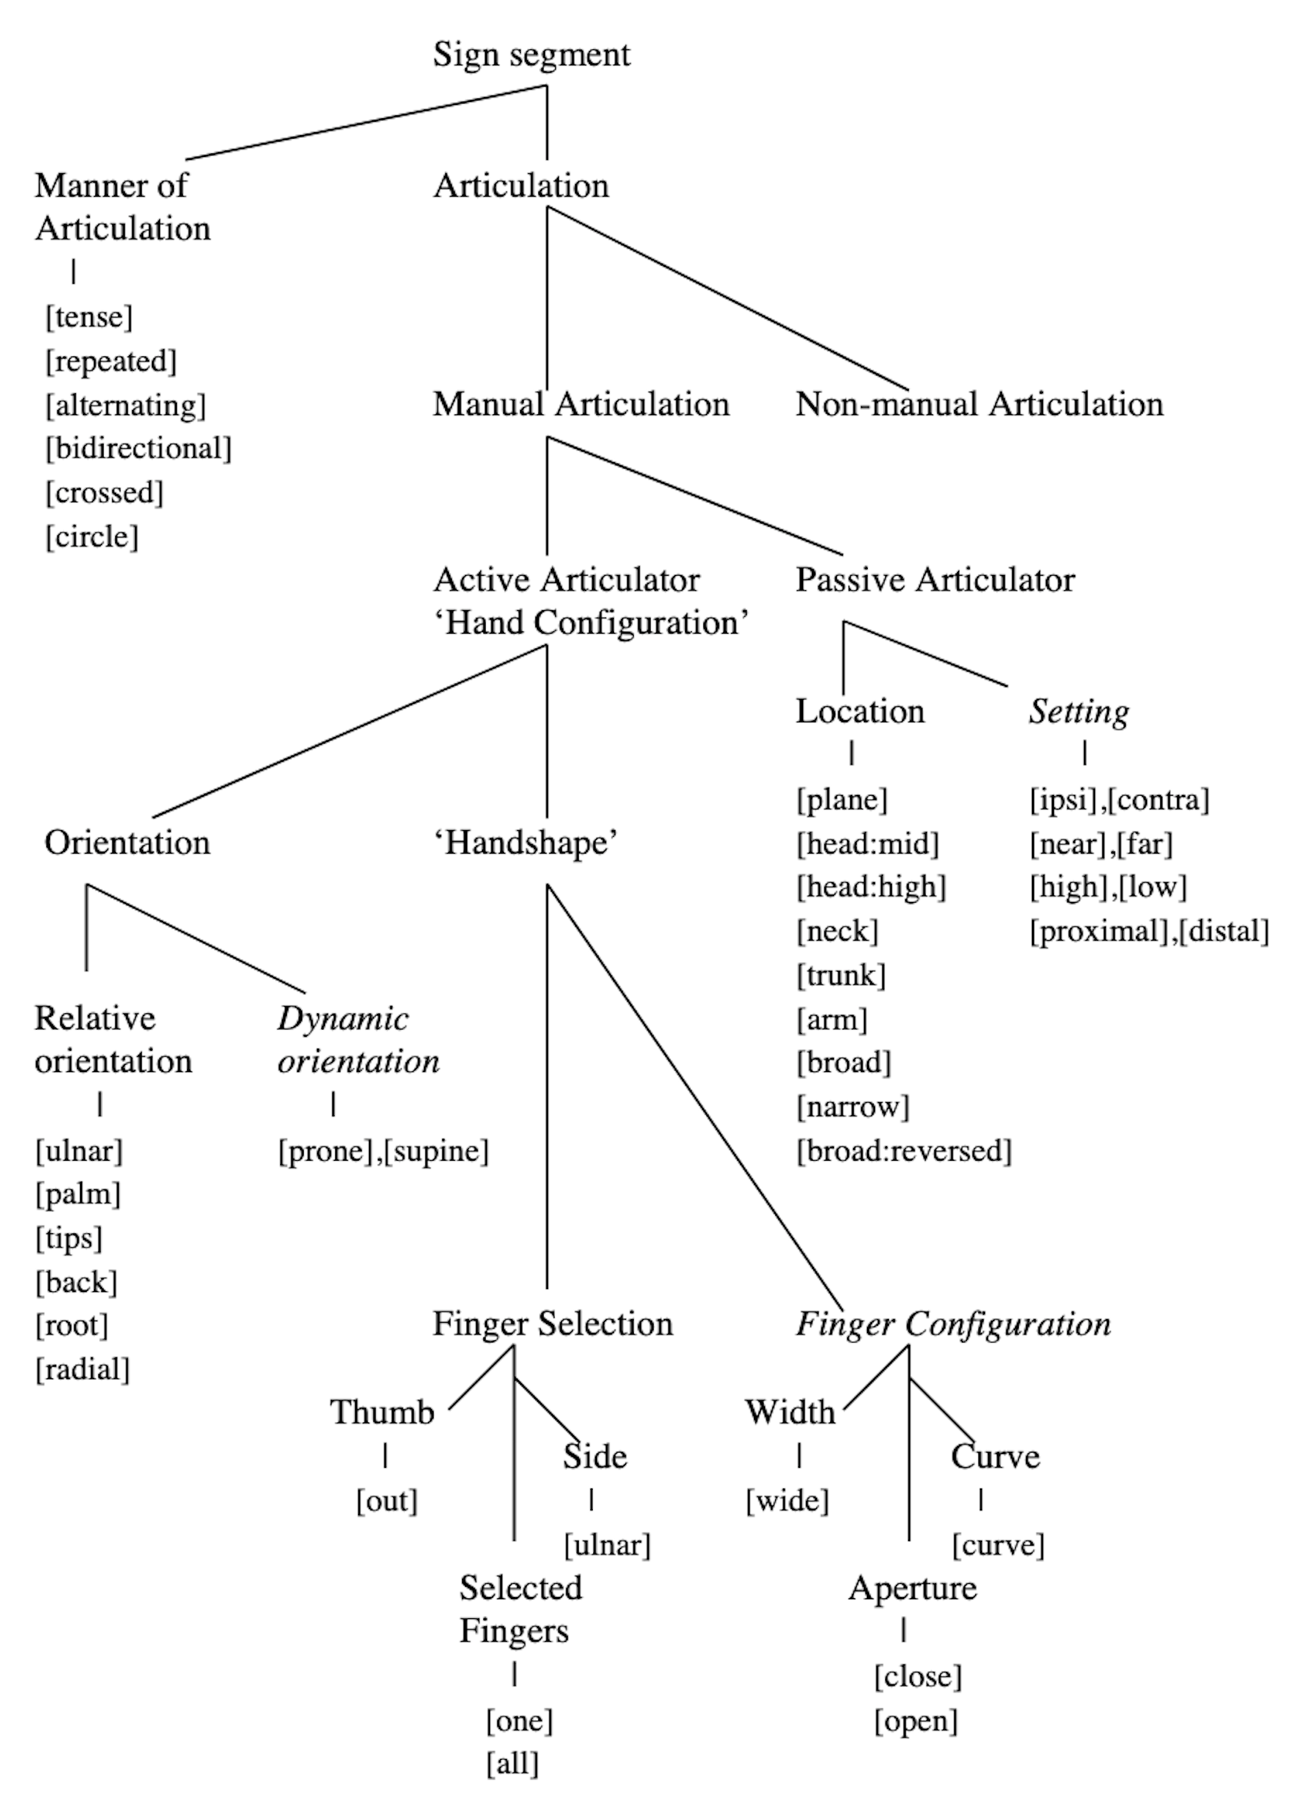 Sign segment
Manner of
Articulation
[tense]
[repeated]
[alternating]
[bidirectional]
[crossed]
[circle]
Articulation
Manual Articulation
Non-manual Articulation
Active Articulator
‘Hand Configuration’
Passive Articulator
Location
[plane]
[head:mid]
[head:high]
[neck]
[trunk]
[arm]
[broad]
[narrow]
[broad:reversed]
Setting
[ipsi],[contra]
[near],[far]
[high],[low]
[proximal],[distal]
Orientation
‘Handshape’
Relative
orientation
[ulnar]
[palm]
[tips]
[back]
[root]
[radial]
Dynamic
orientation
[prone],[supine]
Finger Selection
Thumb
[out]
Side
[ulnar]
Selected
Fingers
[one]
[all]
Finger Configuration
Width
[wide]
Curve
[curve]
Aperture
[close]
[open]